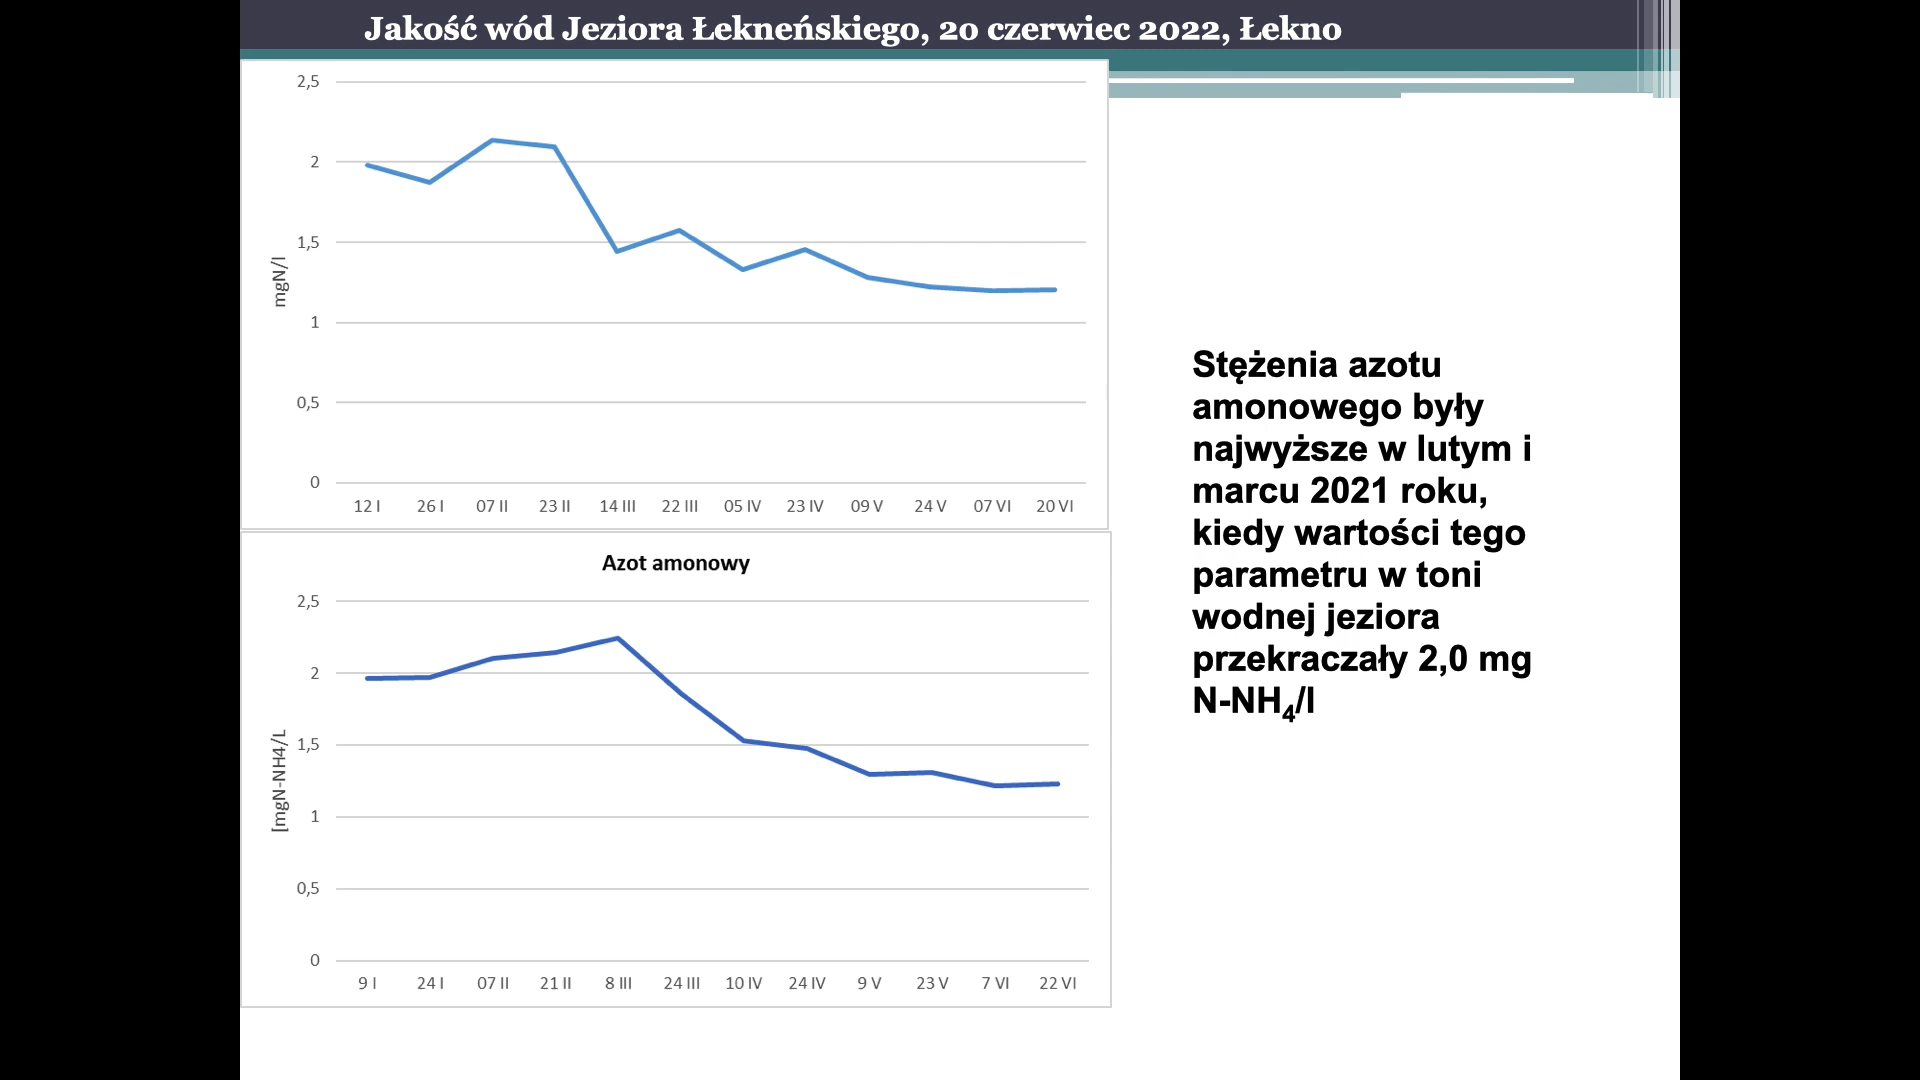 Jakość wód Jeziora Łekneńskiego, 20 czerwiec 2022, Łekno
2,5
2
1,5
1
0,5
0
mgN/l
12 I 26 I 07 II 23 II 14 III 22 III 05 IV 23 IV 09 V 24 V 07 VI 20 VI
Azot amonowy
2,5
2
1,5
1
0,5
0
[mgN-NH4/L
9 I 24 I 07 II 21 II 8 III 24 III 10 IV 24 IV 9 V 23 V 7 VI 22 VI
Stężenia azotu
amonowego były
najwyższe w lutym i
marcu 2021 roku,
kiedy wartości tego
parametru w toni
wodnej jeziora
przekraczały 2,0 mg
N-NH₄/l